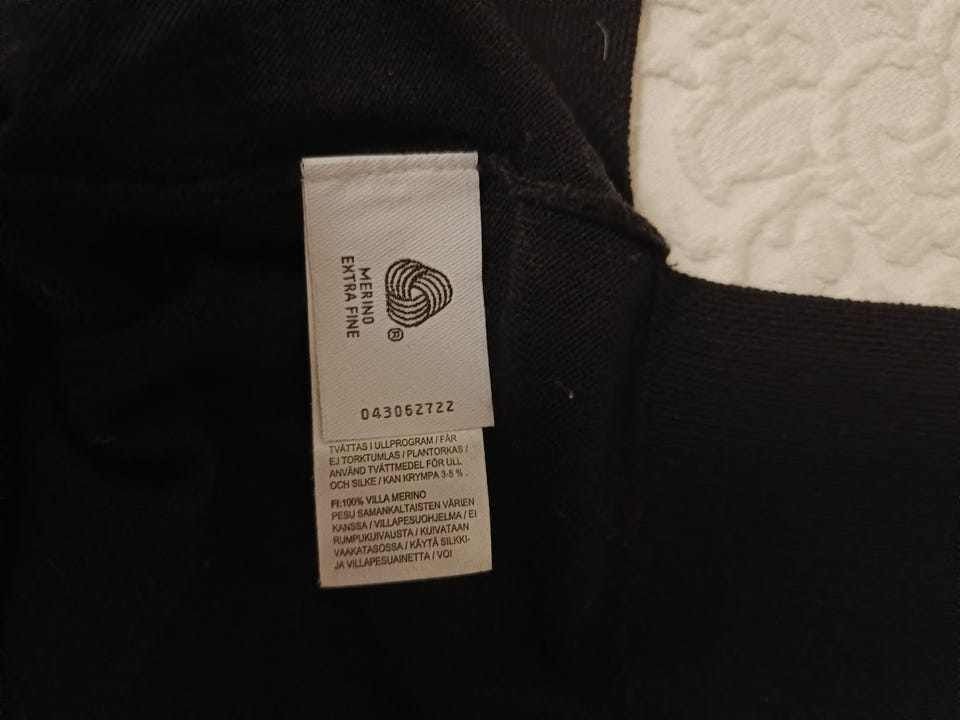 MERINO
EXTRA FINE
®
043062722
TVÄTTAS I ULLPROGRAM / FÅR
EJ TORKTUMLAS / PLANTORKAS /
ANVÄND TVÄTTMEDEL FÖR ULL
OCH SILKE / KAN KRYMPA 3-5 % .
FI:100% VILLA MERINO
PESU SAMANKALTAISTEN VÄRIEN
KANSSA / VILLAPESUOHJELMA / EI
RUMPUKUIVAUSTA / KUIVATAAN
VAAKATASOSSA / KÄYTÄ SILKKI-
JA VILLAPESUAINETTA / VOI